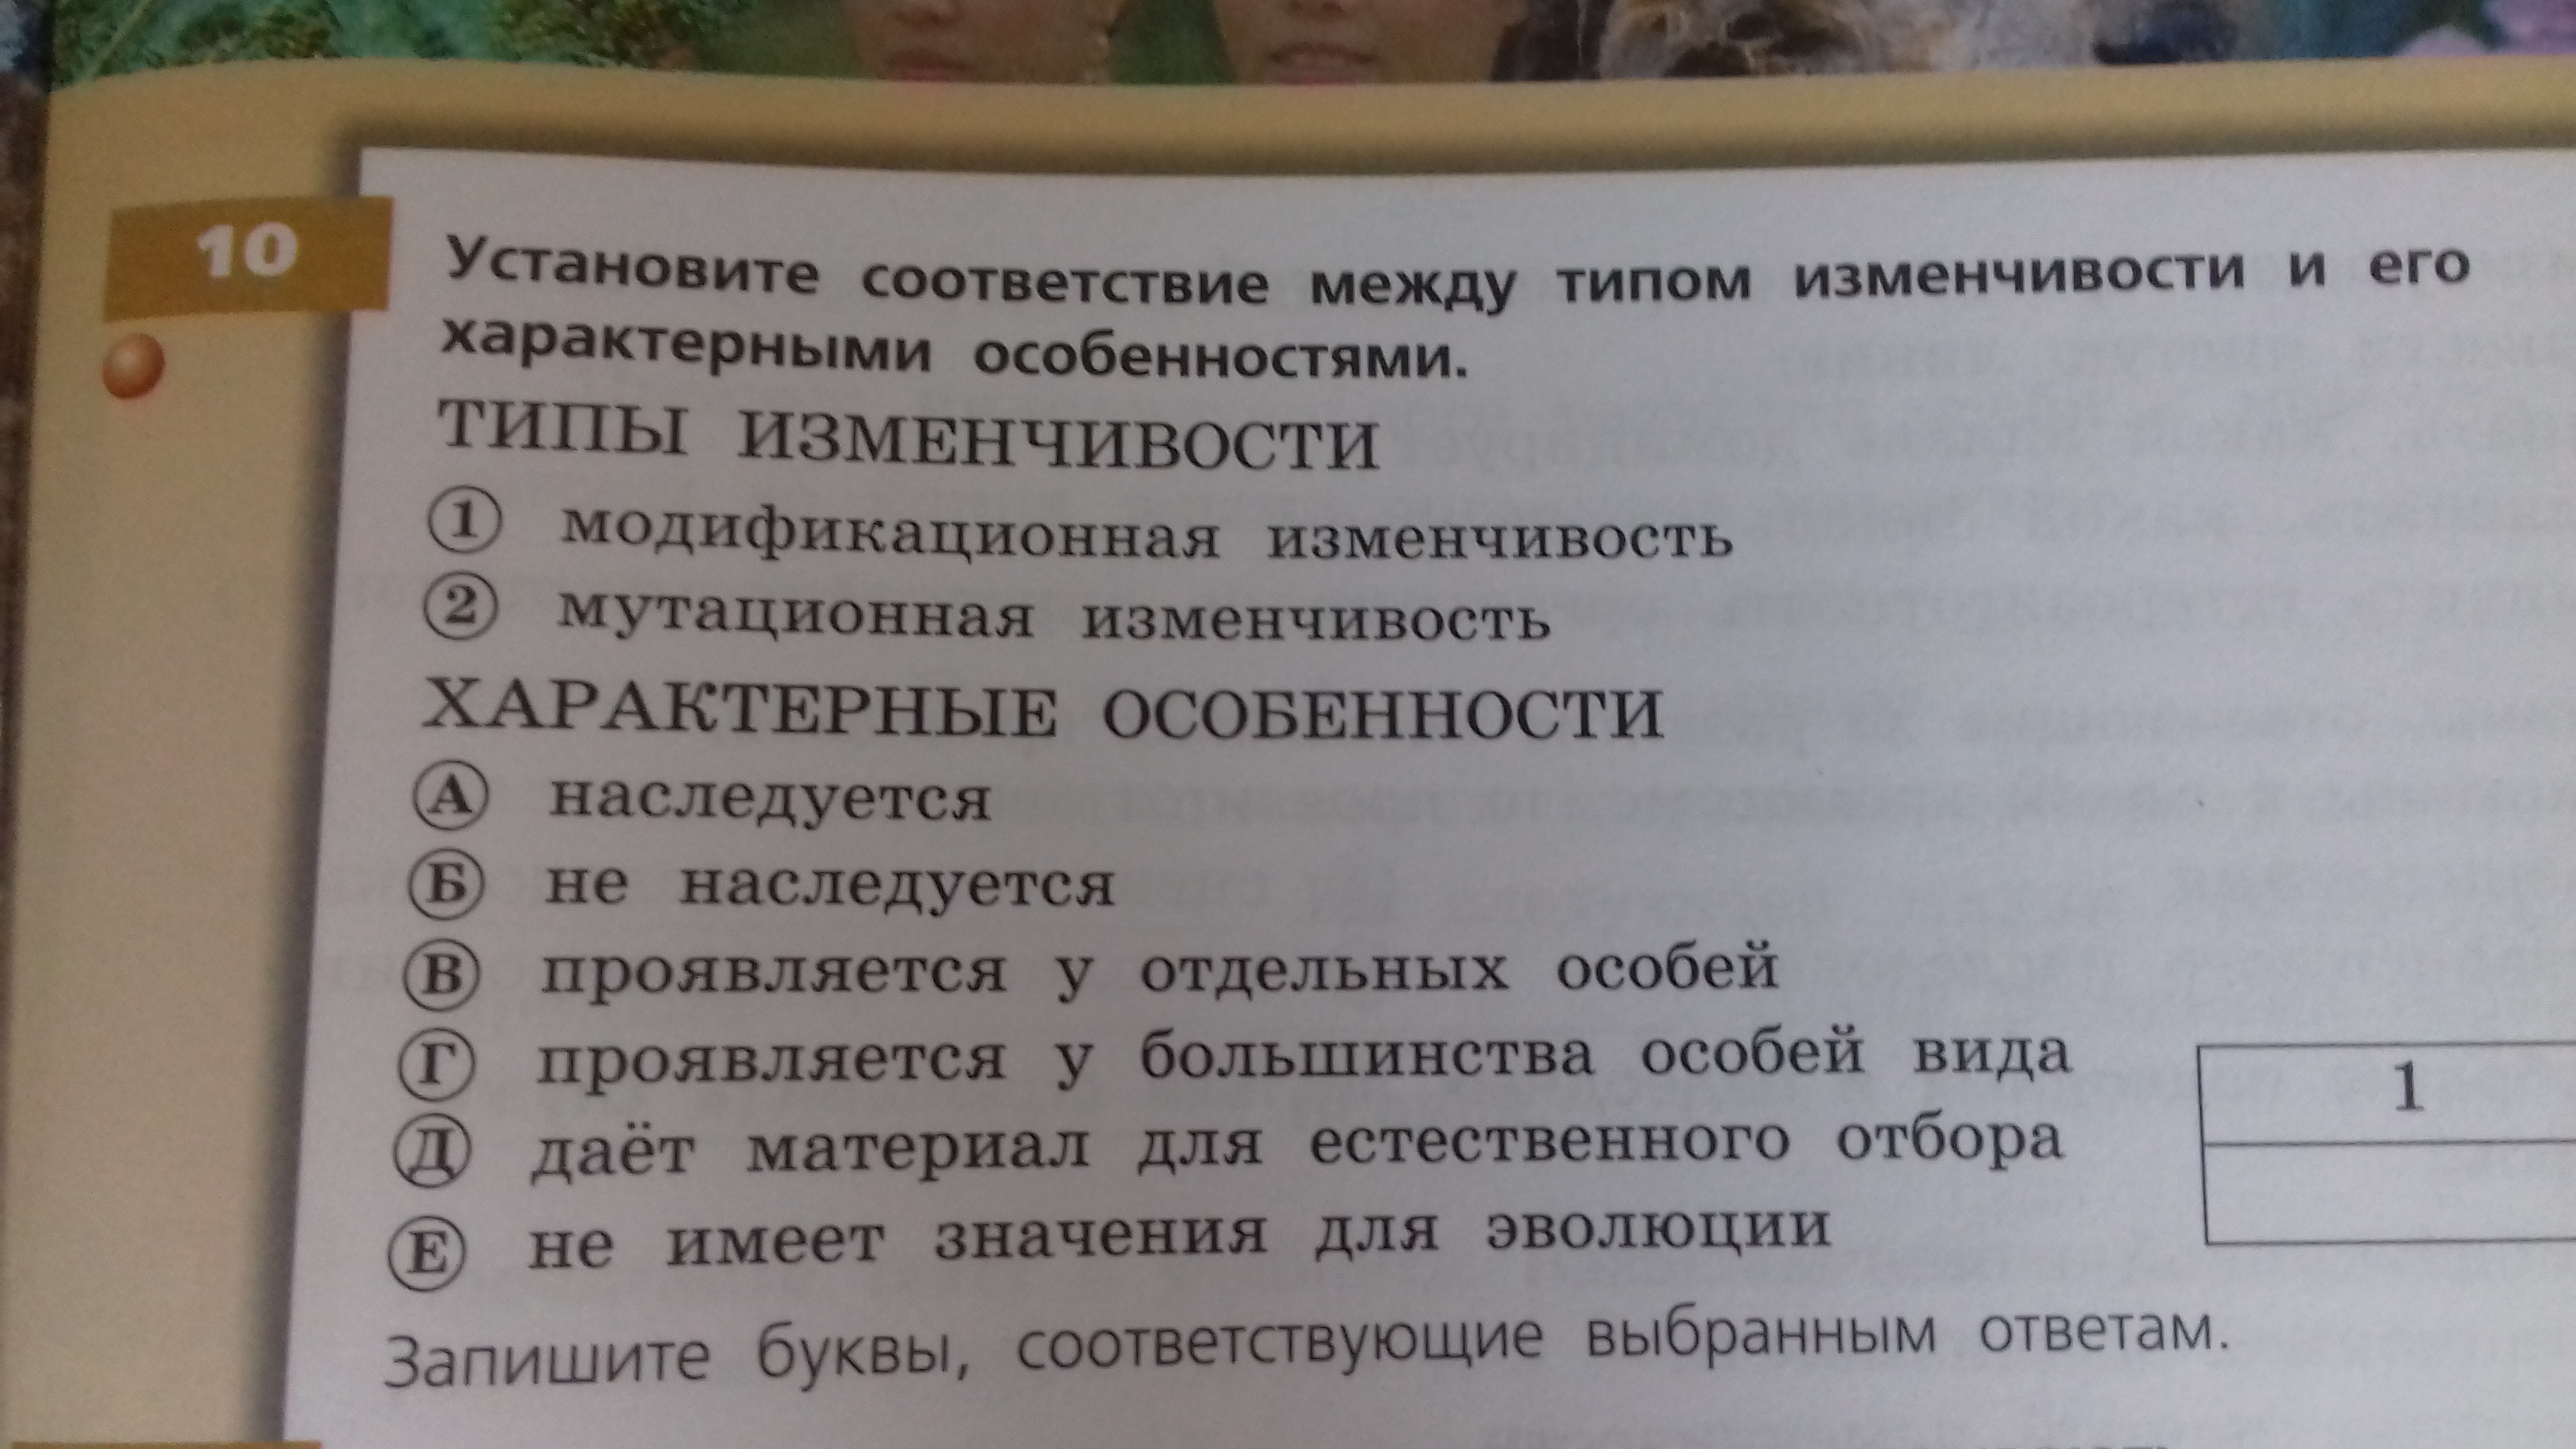 10
Установите соответствие между типом изменчивости и его
характерными особенностями.
ТИПЫ ИЗМЕНЧИВОСТИ
1 модификационная изменчивость
2 мутационная изменчивость
ХАРАКТЕРНЫЕ ОСОБЕННОСТИ
А наследуется
Б не наследуется
В проявляется у отдельных особей
Г проявляется у большинства особей вида
1
Д даёт материал для естественного отбора
Е не имеет значения для эволюции
Запишите буквы, соответствующие выбранным ответам.